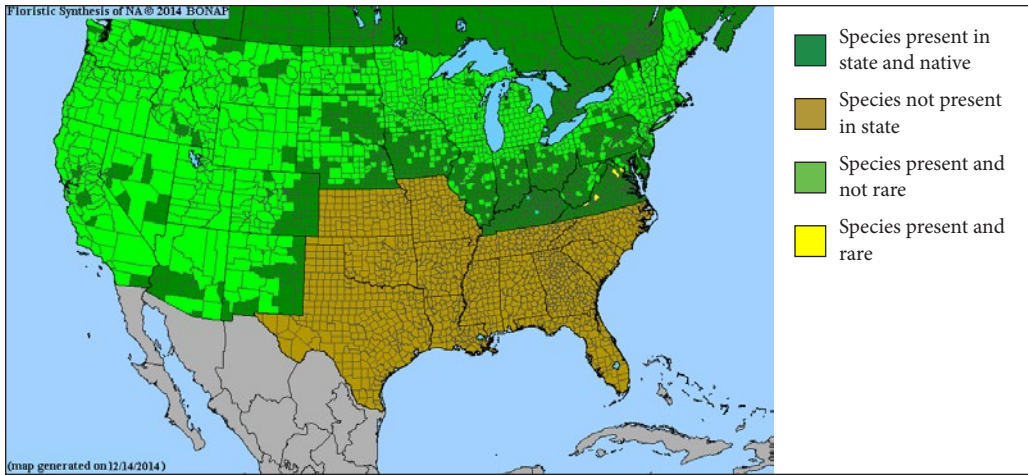 Floristic Synthesis of NA © 2014 BONAP
Species present in
state and native
Species not present
in state
Species present and
not rare
Species present and
rare
(map generated on 12/14/2014)